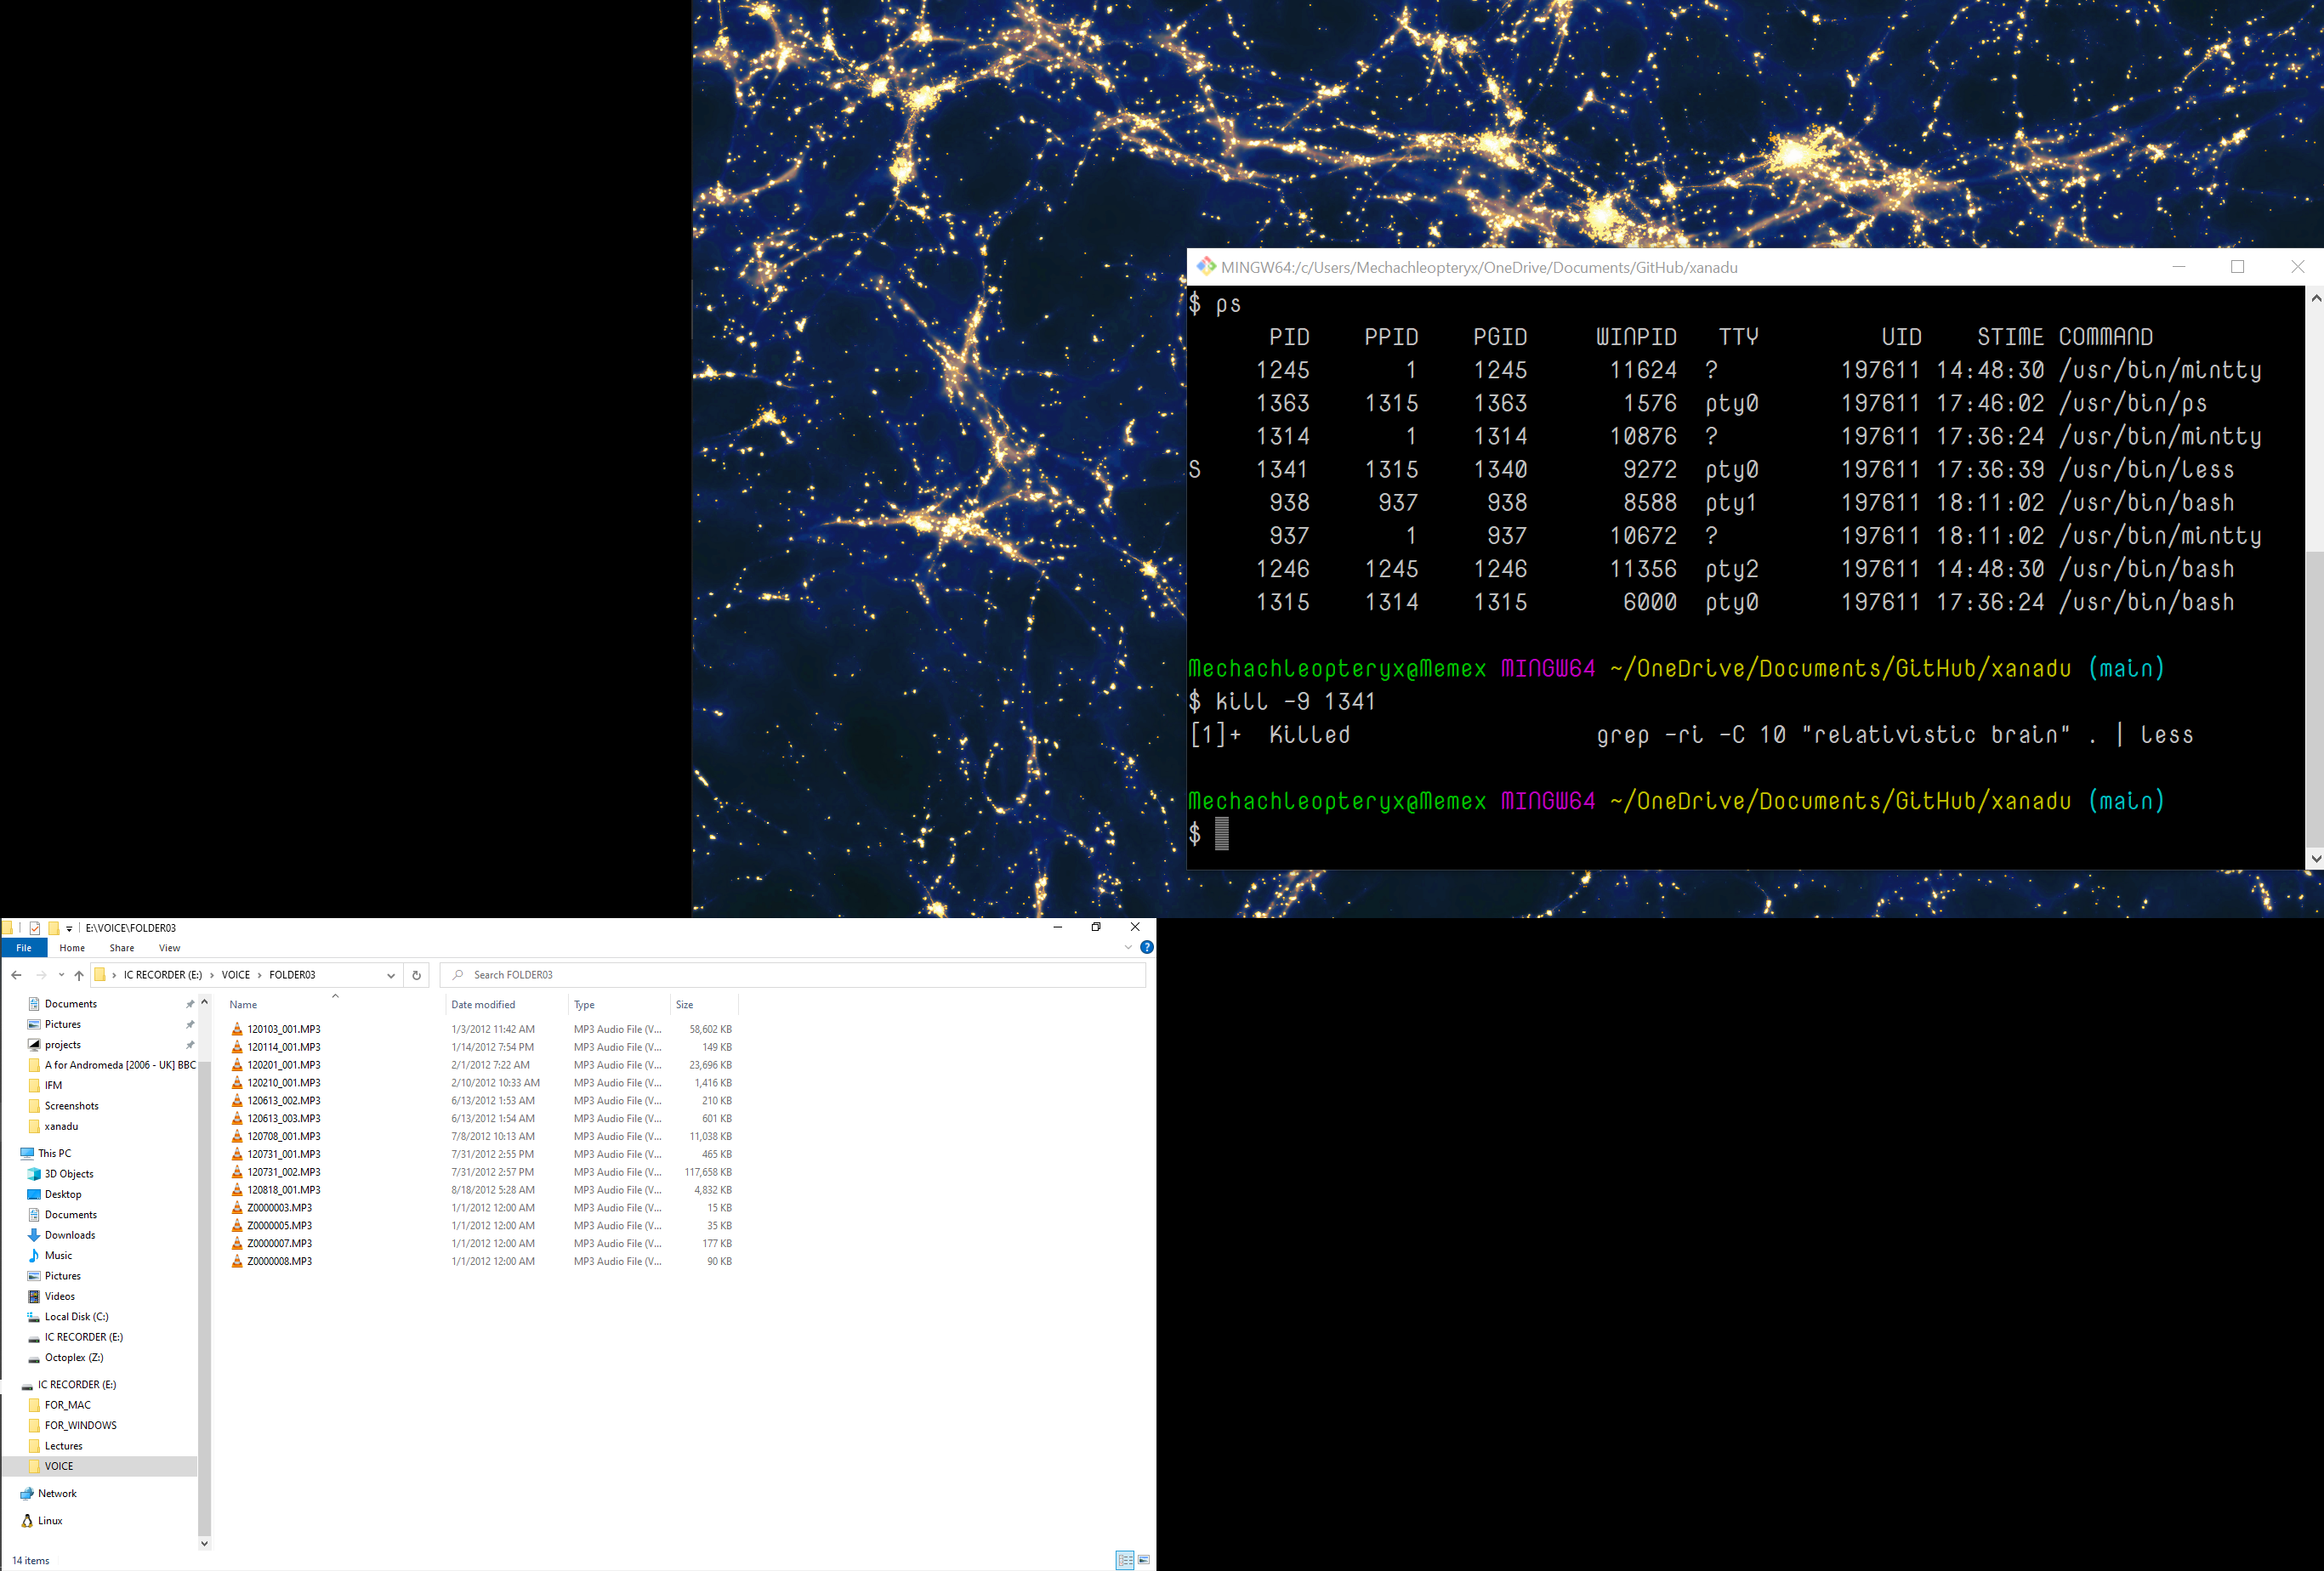 MINGW64:/c/Users/Mechachleopteryx/OneDrive/Documents/GitHub/xanadu
$ ps
PID PPID PGID WINPID TTY UID STIME COMMAND
1245 1 1245 11624 ? 197611 14:48:30 /usr/bin/mintty
1363 1315 1363 1576 pty0 197611 17:46:02 /usr/bin/ps
1314 1 1314 10876 ? 197611 17:36:24 /usr/bin/mintty
S 1341 1315 1340 9272 pty0 197611 17:36:39 /usr/bin/less
938 937 938 8588 pty1 197611 18:11:02 /usr/bin/bash
937 1 937 10672 ? 197611 18:11:02 /usr/bin/mintty
1246 1245 1246 11356 pty2 197611 14:48:30 /usr/bin/bash
1315 1314 1315 6000 pty0 197611 17:36:24 /usr/bin/bash
Mechachleopteryx@Memex MINGW64 ~/OneDrive/Documents/GitHub/xanadu (main)
$ kill -9 1341
[1]+ Killed grep -ri -C 10 "relativistic brain" . | less
Mechachleopteryx@Memex MINGW64 ~/OneDrive/Documents/GitHub/xanadu (main)
$
E:\VOICE\FOLDER03
File Home Share View
IC RECORDER (E:) VOICE FOLDER03 Search FOLDER03
Documents
Pictures
projects
A for Andromeda [2006 - UK] BBC
IFM
Screenshots
xanadu
This PC
3D Objects
Desktop
Documents
Downloads
Music
Pictures
Videos
Local Disk (C:)
IC RECORDER (E:)
Octoplex (Z:)
IC RECORDER (E:)
FOR_MAC
FOR_WINDOWS
Lectures
VOICE
Network
Linux
Name Date modified Type Size
120103_001.MP3 1/3/2012 11:42 AM MP3 Audio File (V... 58,602 KB
120114_001.MP3 1/14/2012 7:54 PM MP3 Audio File (V... 149 KB
120201_001.MP3 2/1/2012 7:22 AM MP3 Audio File (V... 23,696 KB
120210_001.MP3 2/10/2012 10:33 AM MP3 Audio File (V... 1,416 KB
120613_002.MP3 6/13/2012 1:53 AM MP3 Audio File (V... 210 KB
120613_003.MP3 6/13/2012 1:54 AM MP3 Audio File (V... 601 KB
120708_001.MP3 7/8/2012 10:13 AM MP3 Audio File (V... 11,038 KB
120731_001.MP3 7/31/2012 2:55 PM MP3 Audio File (V... 465 KB
120731_002.MP3 7/31/2012 2:57 PM MP3 Audio File (V... 117,658 KB
120818_001.MP3 8/18/2012 5:28 AM MP3 Audio File (V... 4,832 KB
Z0000003.MP3 1/1/2012 12:00 AM MP3 Audio File (V... 15 KB
Z0000005.MP3 1/1/2012 12:00 AM MP3 Audio File (V... 35 KB
Z0000007.MP3 1/1/2012 12:00 AM MP3 Audio File (V... 177 KB
Z0000008.MP3 1/1/2012 12:00 AM MP3 Audio File (V... 90 KB
14 items